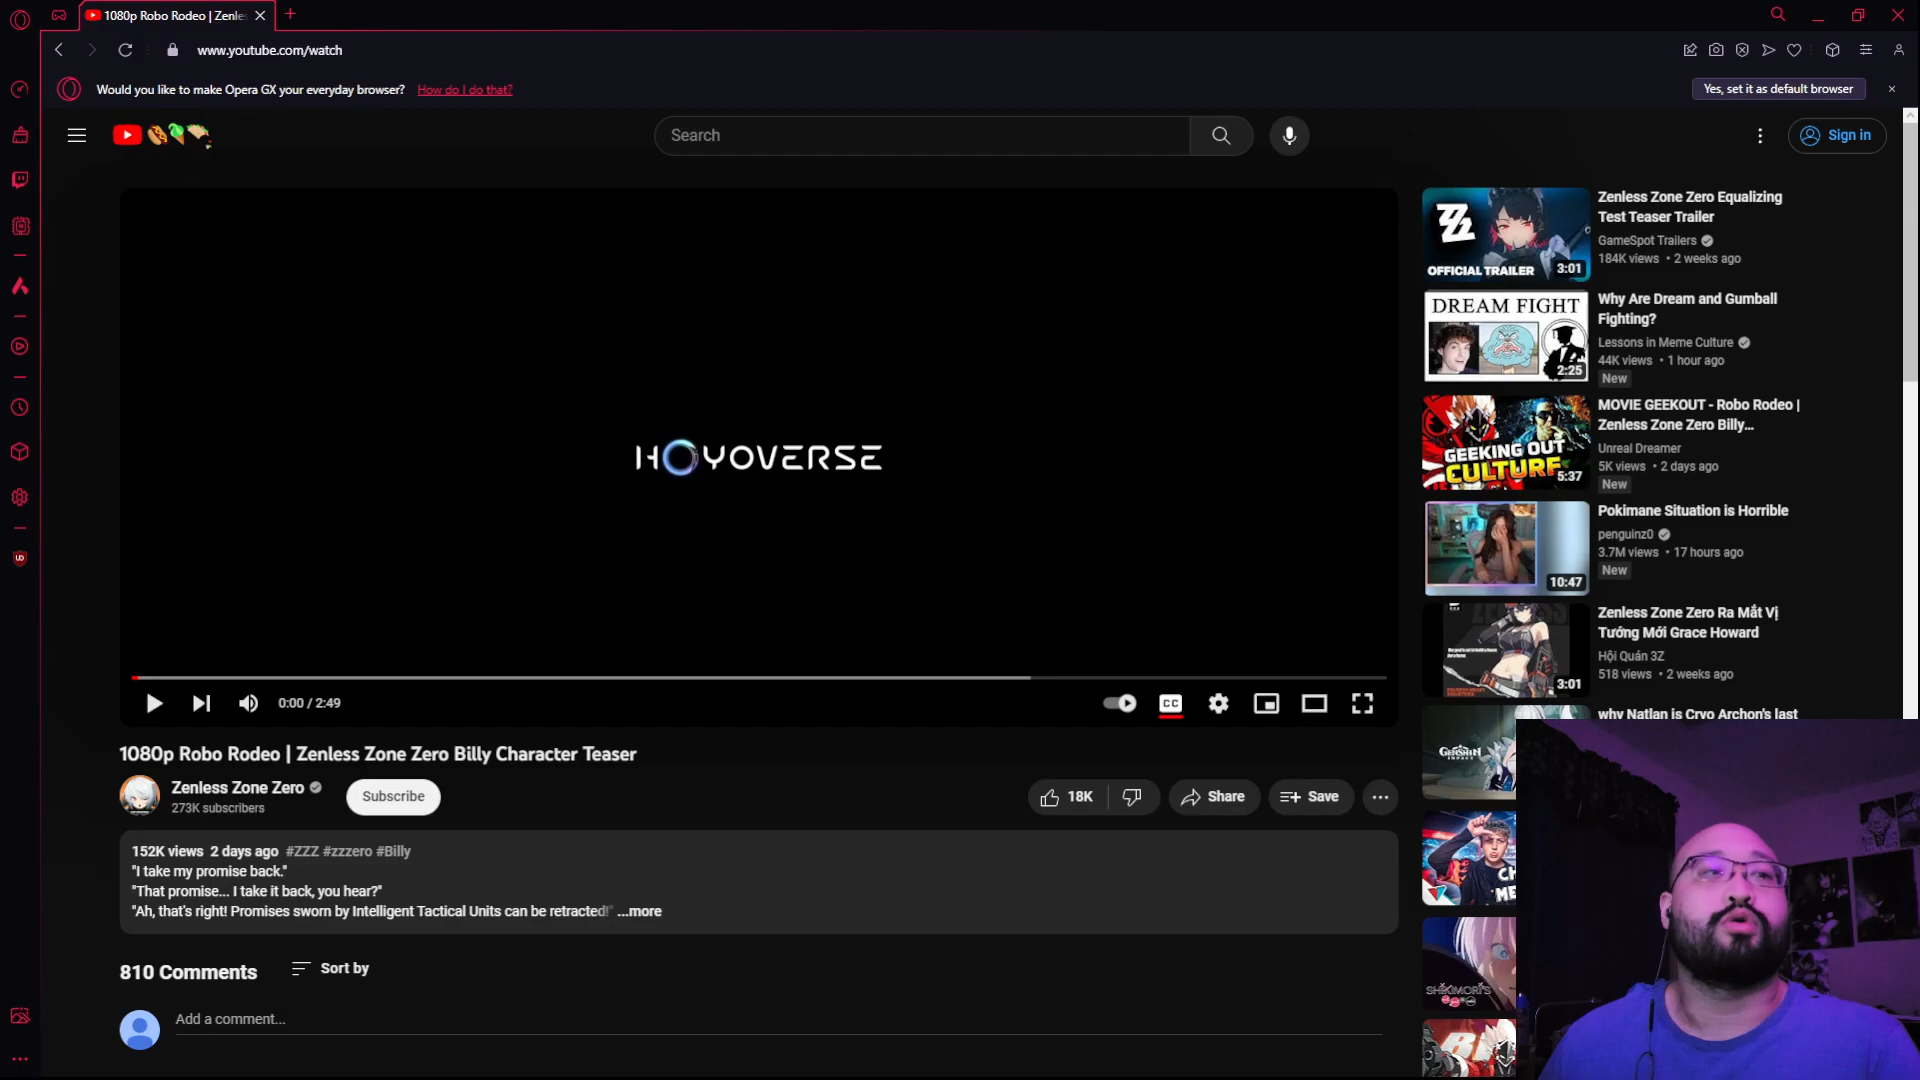 1080p Robo Rodeo | Zenle
www.youtube.com/watch
Would you like to make Opera GX your everyday browser? How do I do that?
Yes, set it as default browser
Search
Sign in
HOYOVERSE
0:00 / 2:49
CC
1080p Robo Rodeo | Zenless Zone Zero Billy Character Teaser
Zenless Zone Zero
273K subscribers
Subscribe
18K
Share
Save
152K views 2 days ago #ZZZ #zzzero #Billy
"I take my promise back."
"That promise... I take it back, you hear?"
"Ah, that's right! Promises sworn by Intelligent Tactical Units can be retracted!" ...more
810 Comments
Sort by
Add a comment...
OFFICIAL TRAILER
3:01
Zenless Zone Zero Equalizing
Test Teaser Trailer
GameSpot Trailers
184K views • 2 weeks ago
DREAM FIGHT
2:25
Why Are Dream and Gumball
Fighting?
Lessons in Meme Culture
44K views • 1 hour ago
New
GEEKING OUT
CULTURE
5:37
MOVIE GEEKOUT - Robo Rodeo |
Zenless Zone Zero Billy...
Unreal Dreamer
5K views • 2 days ago
New
10:47
Pokimane Situation is Horrible
penguinz0
3.7M views • 17 hours ago
New
3:01
Zenless Zone Zero Ra Mắt Vị
Tướng Mới Grace Howard
Hội Quán 3Z
518 views • 2 weeks ago
GENSHIN
IMPACT
why Natlan is Cryo Archon's last
CH
ME
SHIKIMORI'S